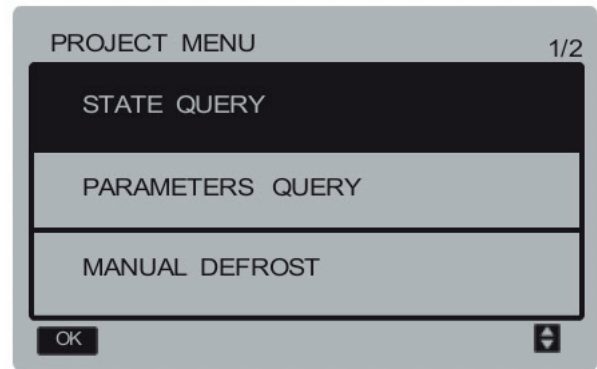 PROJECT MENU 1/2
STATE QUERY
PARAMETERS QUERY
MANUAL DEFROST
OK